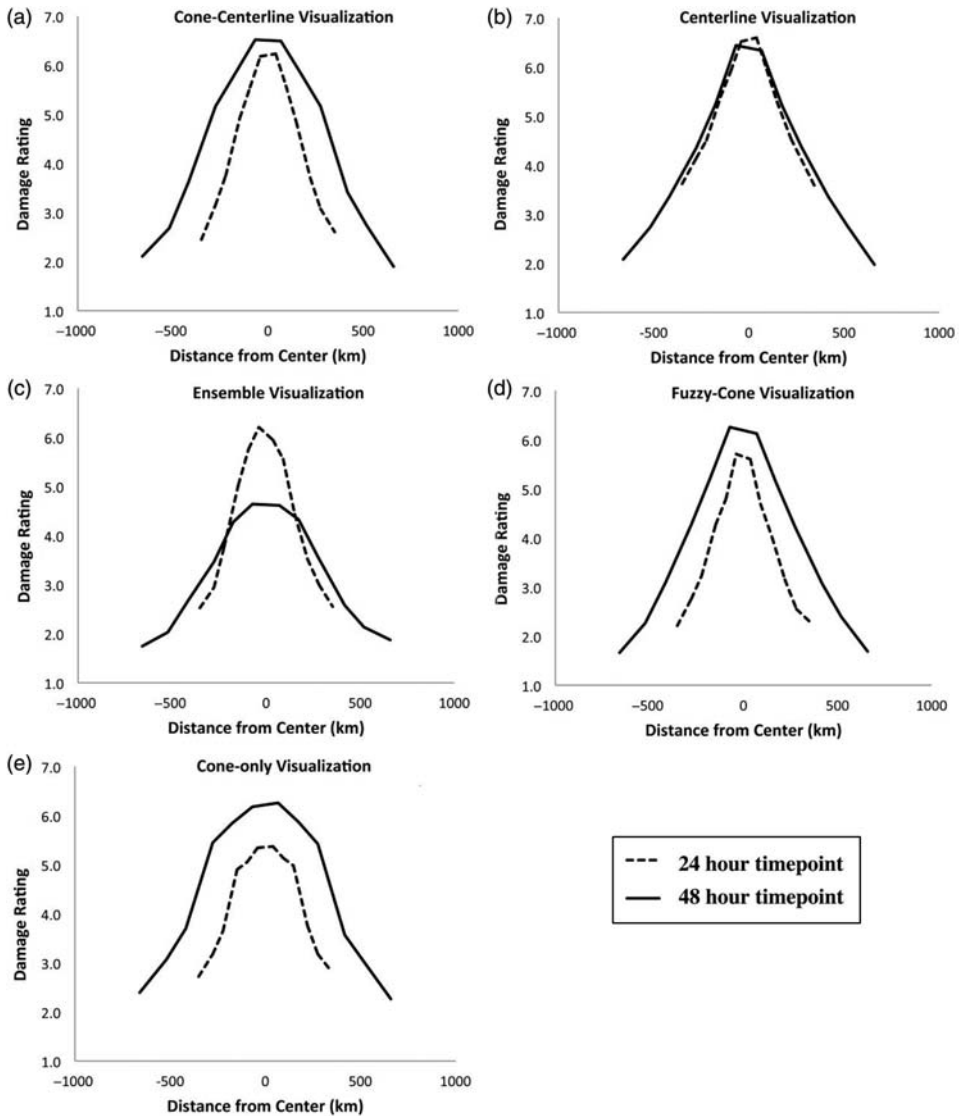 (a) Cone-Centerline Visualization
7.0
6.0
5.0
4.0
3.0
2.0
1.0
Damage Rating
−1000 −500 0 500 1000
Distance from Center (km)
(b) Centerline Visualization
7.0
6.0
5.0
4.0
3.0
2.0
1.0
Damage Rating
−1000 -500 0 500 1000
Distance from Center (km)
(c) Ensemble Visualization
7.0
6.0
5.0
4.0
3.0
2.0
1.0
Damage Rating
−1000 −500 0 500 1000
Distance from Center (km)
(d) Fuzzy-Cone Visualization
7.0
6.0
5.0
4.0
3.0
2.0
1.0
Damage Rating
−1000 −500 0 500 1000
Distance from Center (km)
(e) Cone-only Visualization
7.0
6.0
5.0
4.0
3.0
2.0
1.0
Damage Rating
−1000 -500 0 500 1000
Distance from Center (km)
24 hour timepoint
48 hour timepoint